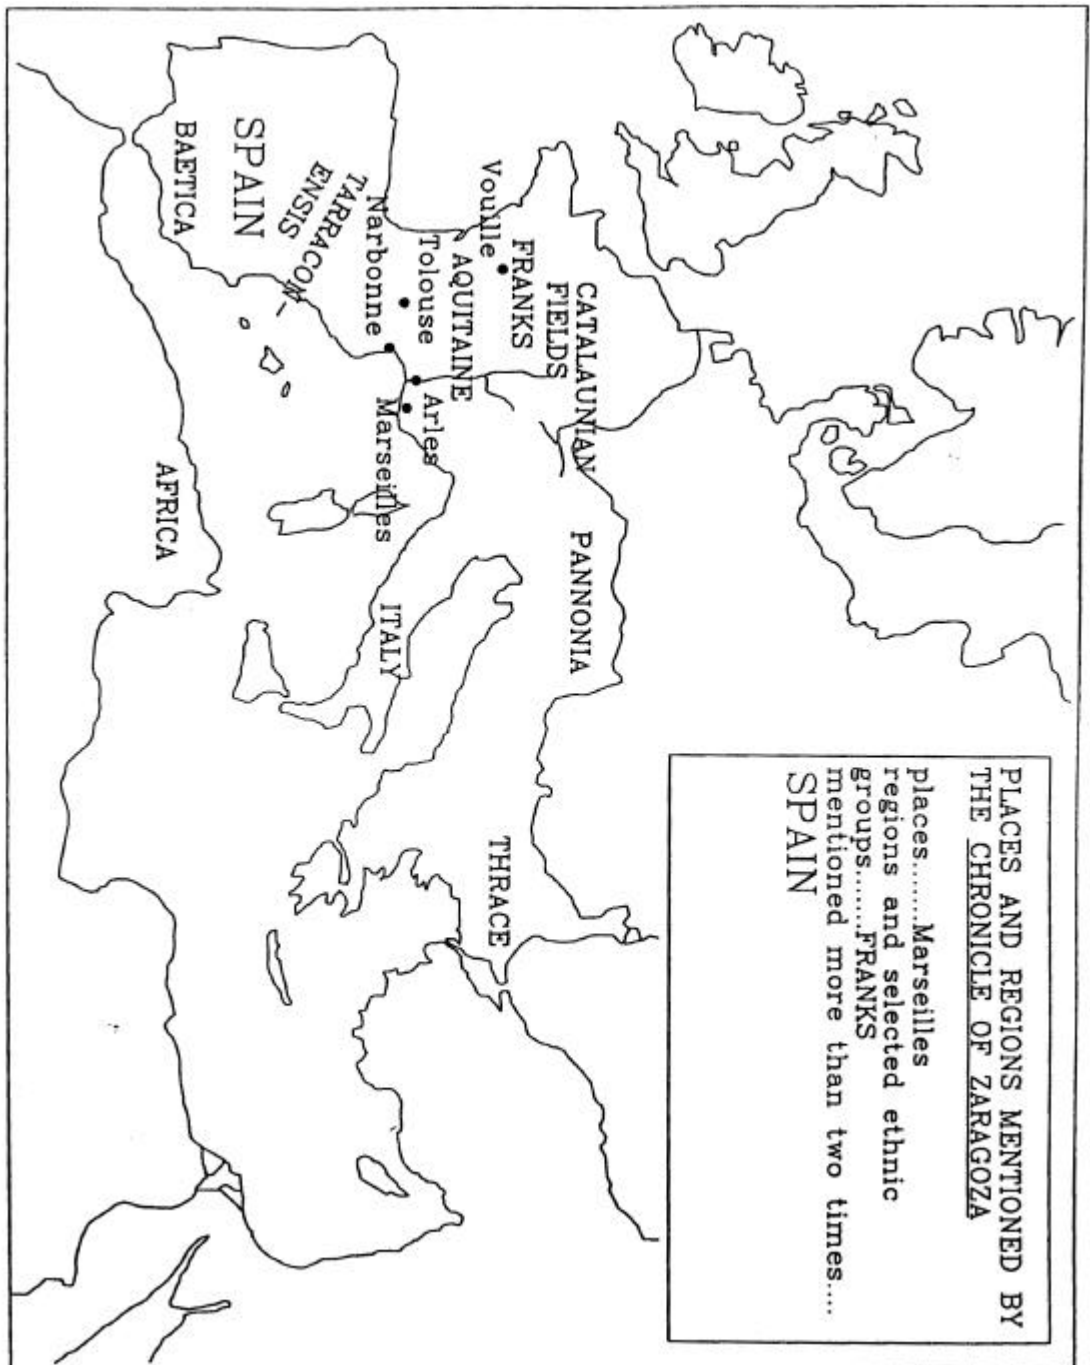 PLACES AND REGIONS MENTIONED BY
THE CHRONICLE OF ZARAGOZA
places.......Marseilles
regions and selected ethnic
groups.......FRANKS
mentioned more than two times....
SPAIN
CATALAUNIAN
FIELDS
FRANKS
Vouille
AQUITAINE
Tolouse
Narbonne
Arles
Marseilles
TARRACON-
ENSIS
SPAIN
BAETICA
AFRICA
ITALY
PANNONIA
THRACE